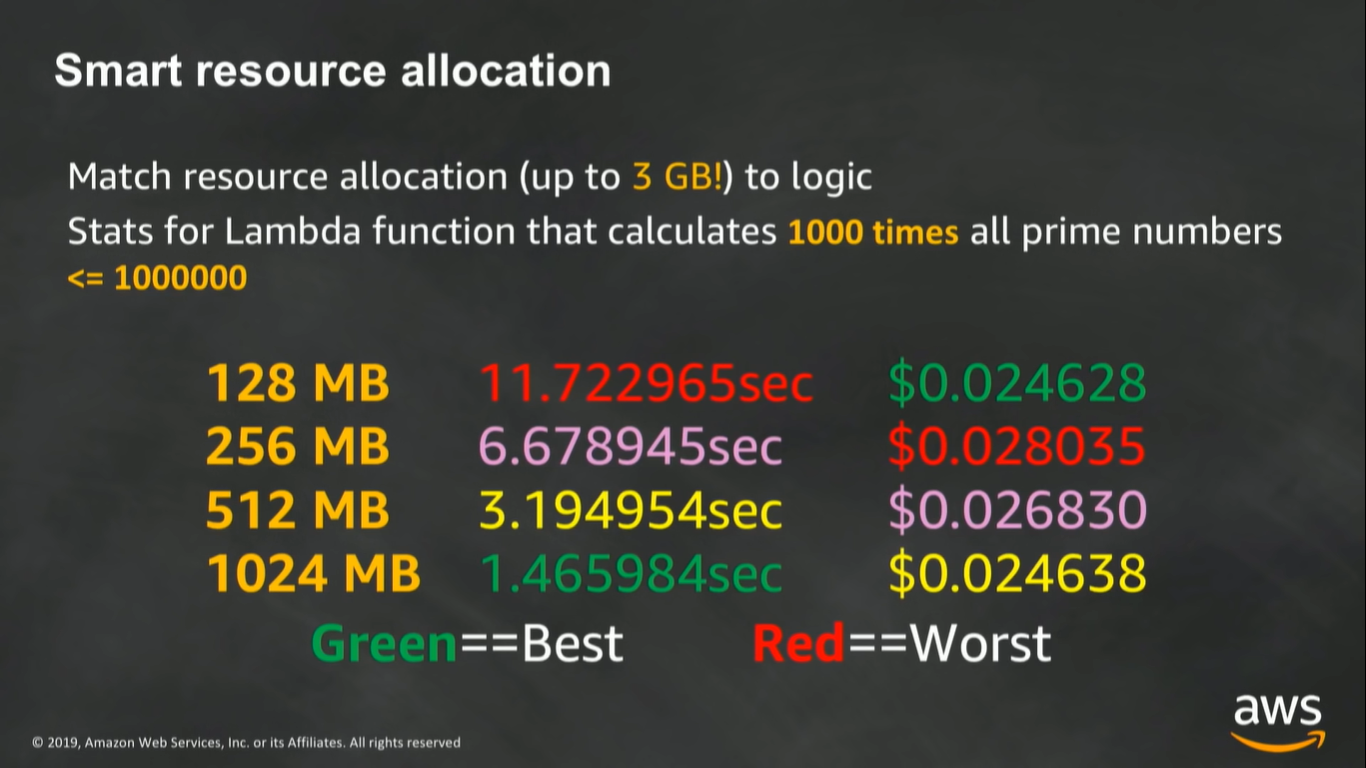 Smart resource allocation
Match resource allocation (up to 3 GB!) to logic
Stats for Lambda function that calculates 1000 times all prime numbers
<= 1000000
128 MB 11.722965sec $0.024628
256 MB 6.678945sec $0.028035
512 MB 3.194954sec $0.026830
1024 MB 1.465984sec $0.024638
Green==Best Red==Worst
aws
© 2019, Amazon Web Services, Inc. or its Affiliates. All rights reserved